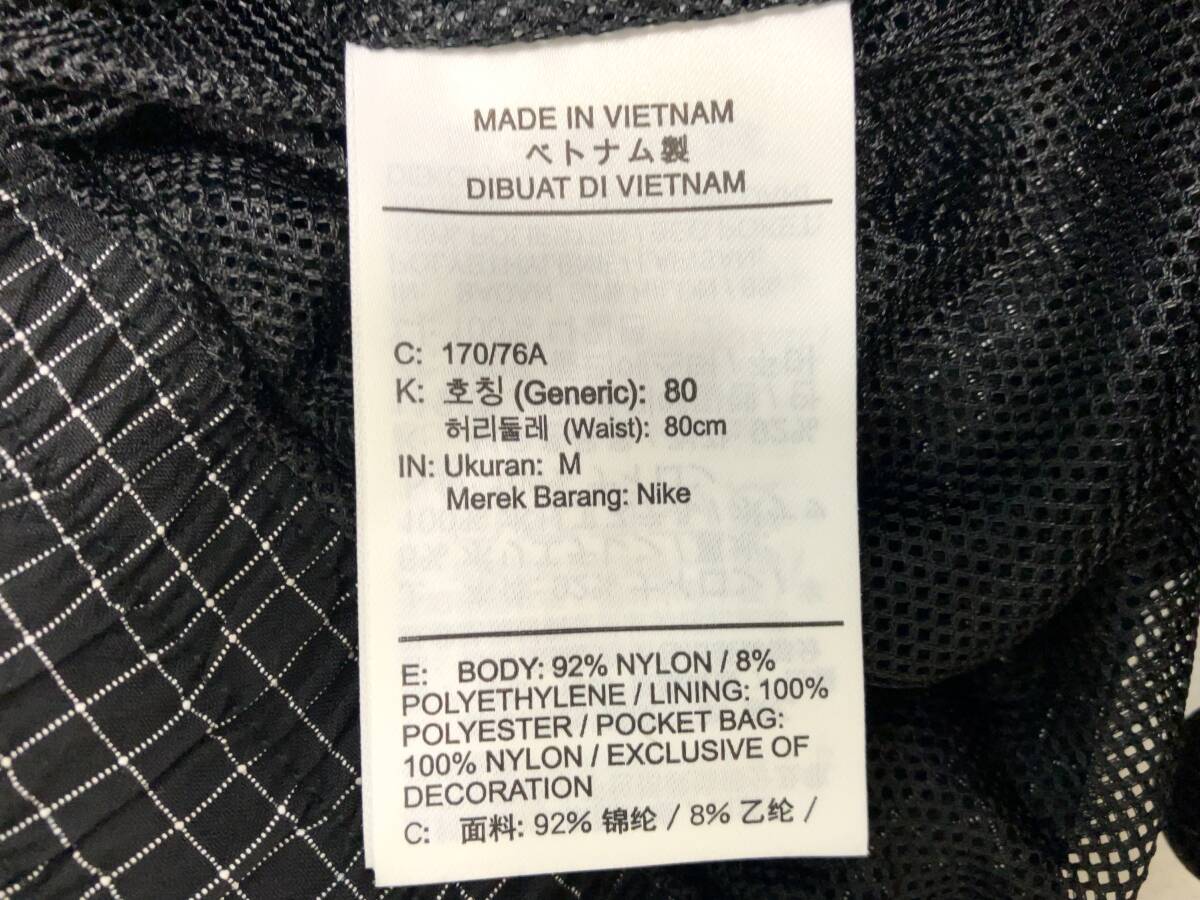 MADE IN VIETNAM
ベトナム製
DIBUAT DI VIETNAM
C: 170/76A
K: 호칭 (Generic): 80
허리둘레 (Waist): 80cm
IN: Ukuran: M
Merek Barang: Nike
E: BODY: 92% NYLON / 8%
POLYETHYLENE / LINING: 100%
POLYESTER / POCKET BAG:
100% NYLON / EXCLUSIVE OF
DECORATION
C: 面料: 92% 锦纶 / 8% 乙纶 /